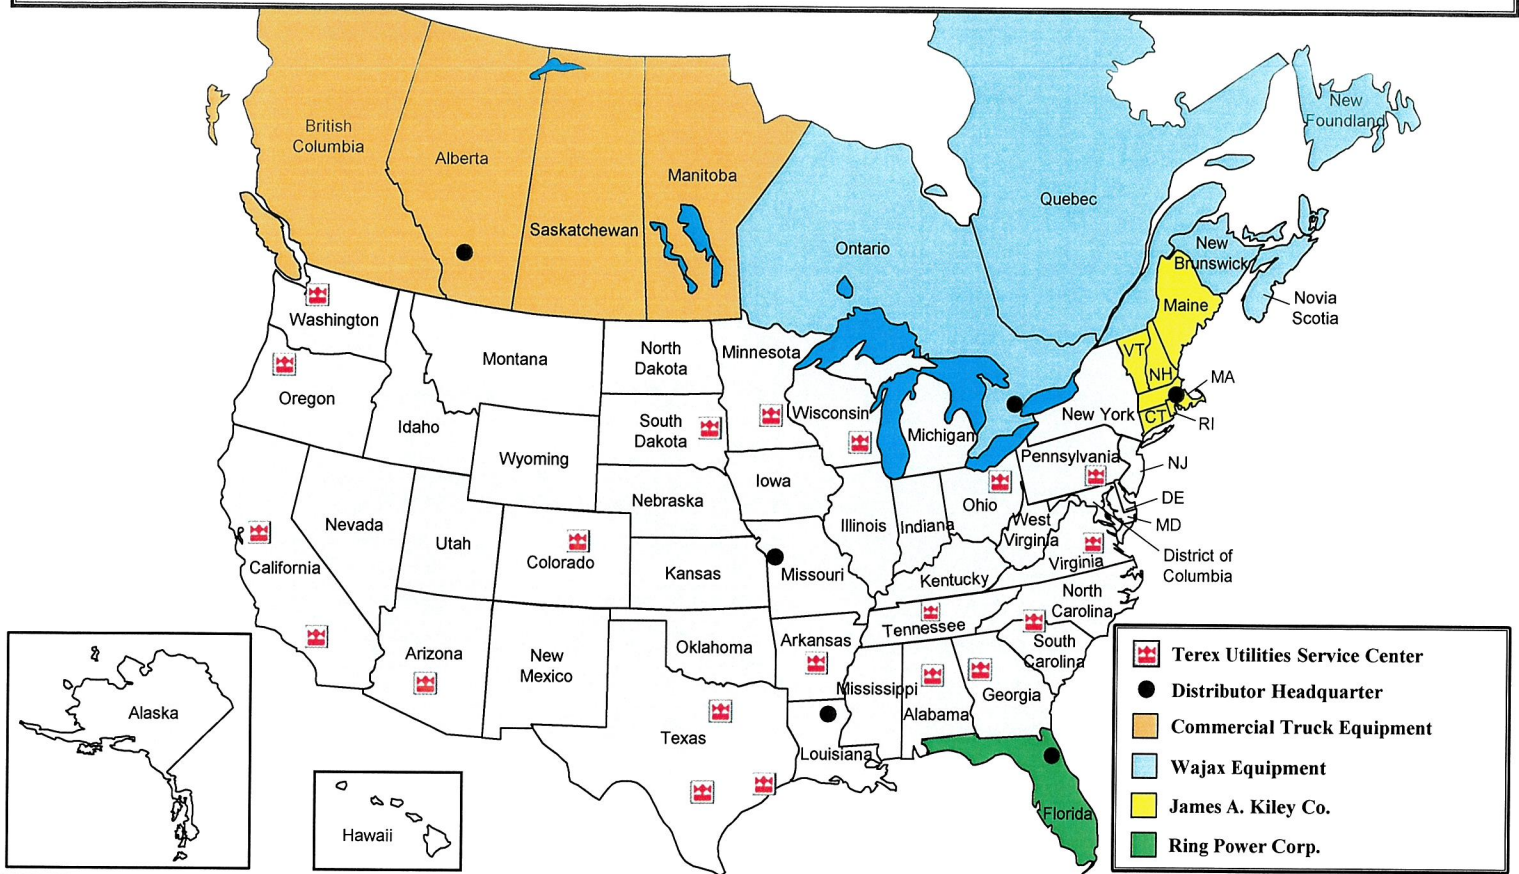 New
Foundland
British
Columbia
Alberta
Manitoba
Quebec
Saskatchewan
Ontario
New
Brunswick
Novia
Scotia
Maine
Washington
Montana
North
Dakota
Minnesota
VT
NH
MA
Oregon
Idaho
South
Dakota
Wisconsin
Michigan
New York
CT
RI
Wyoming
Pennsylvania
NJ
Iowa
Nebraska
Ohio
DE
Nevada
Utah
Illinois
Indiana
West
Virginia
MD
California
Colorado
Kansas
Missouri
Kentucky
Virginia
District of
Columbia
North
Carolina
Tennessee
Arizona
New
Mexico
Oklahoma
Arkansas
South
Carolina
Mississippi
Alabama
Georgia
Texas
Louisiana
Florida
Alaska
Hawaii
Terex Utilities Service Center
Distributor Headquarter
Commercial Truck Equipment
Wajax Equipment
James A. Kiley Co.
Ring Power Corp.